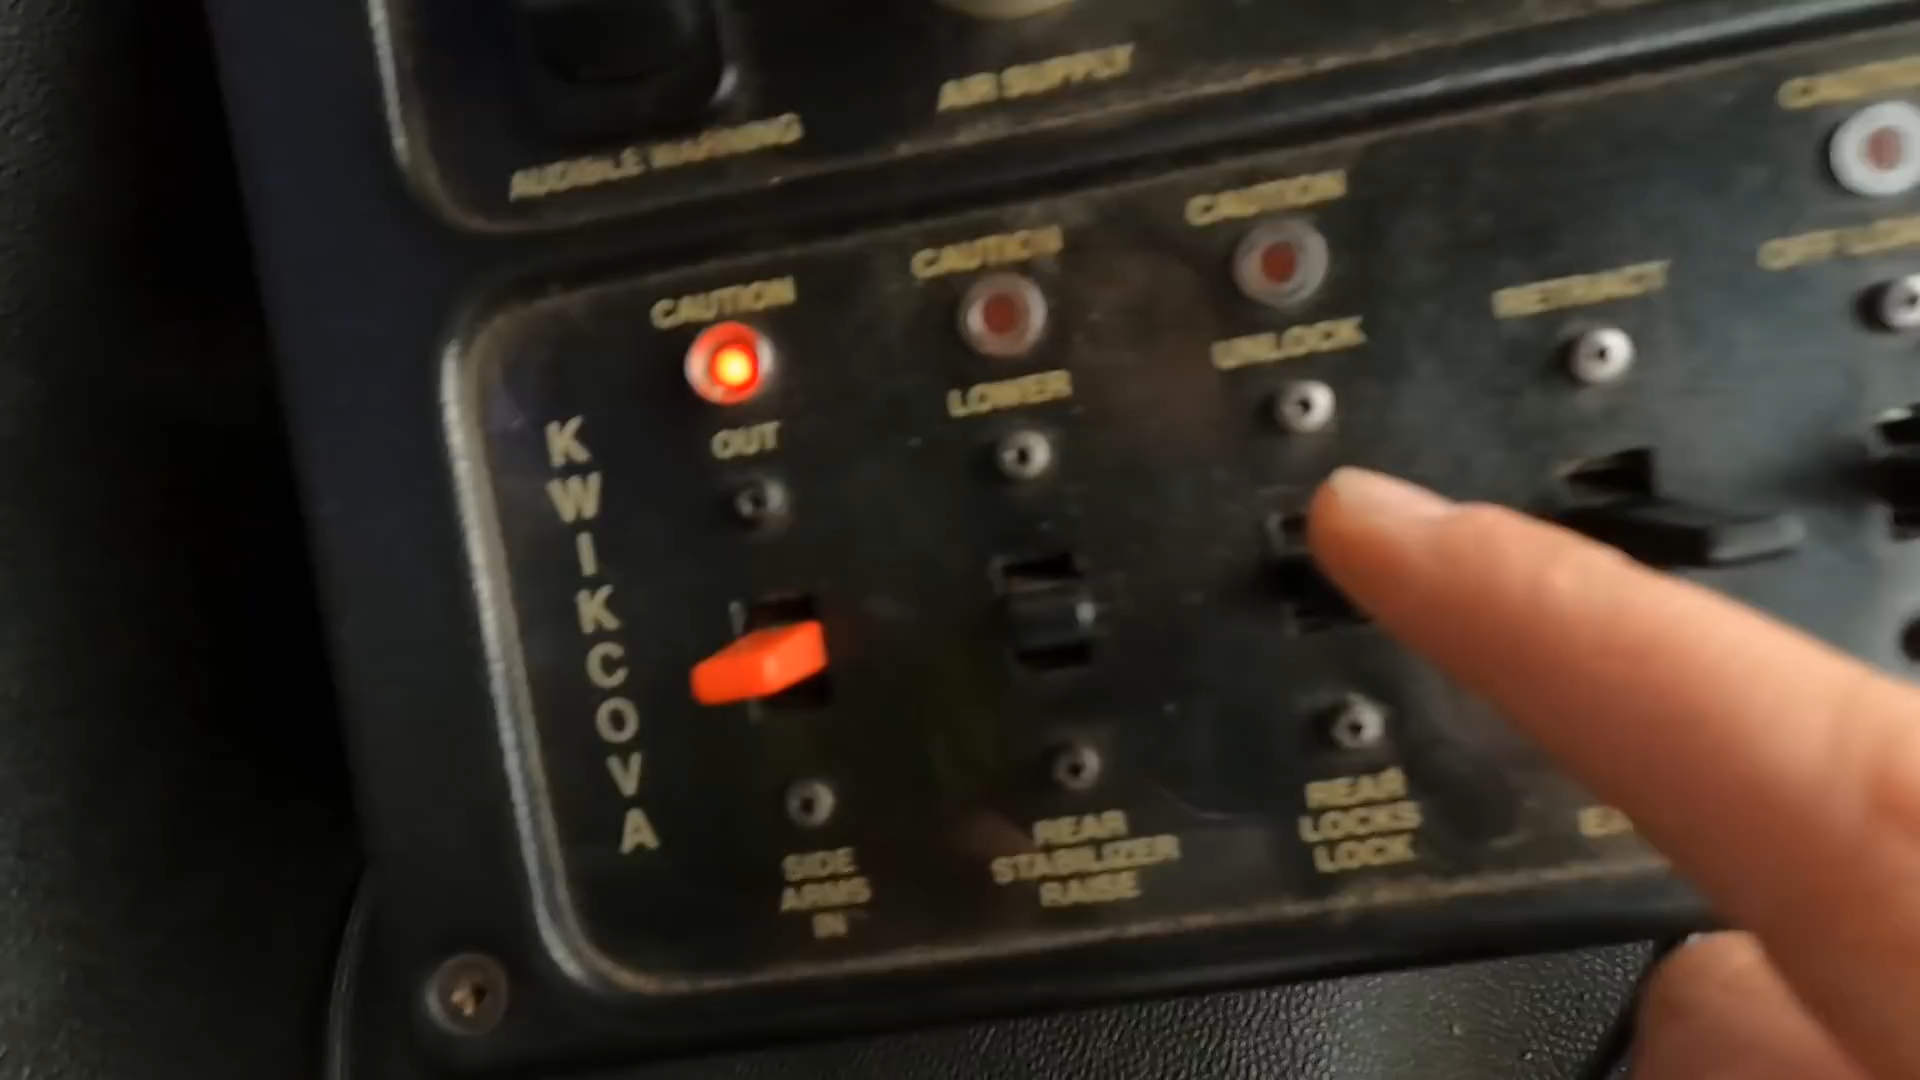 AUDIBLE WARNING
AIR SUPPLY
CAUTION
CAUTION
CAUTION
OUT
LOWER
UNLOCK
RETRACT
KWIKCOVA
SIDE
ARMS
IN
REAR
STABILIZER
RAISE
REAR
LOCKS
LOCK